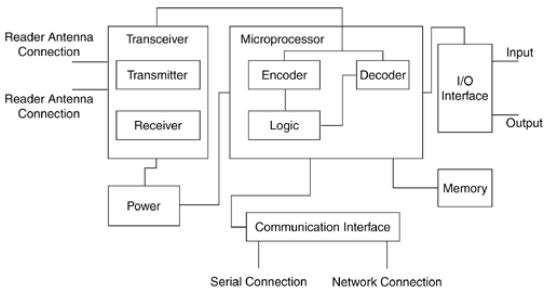 Reader Antenna
Connection
Reader Antenna
Connection
Transceiver
Transmitter
Receiver
Power
Microprocessor
Encoder
Decoder
Logic
I/O
Interface
Input
Output
Memory
Communication Interface
Serial Connection
Network Connection